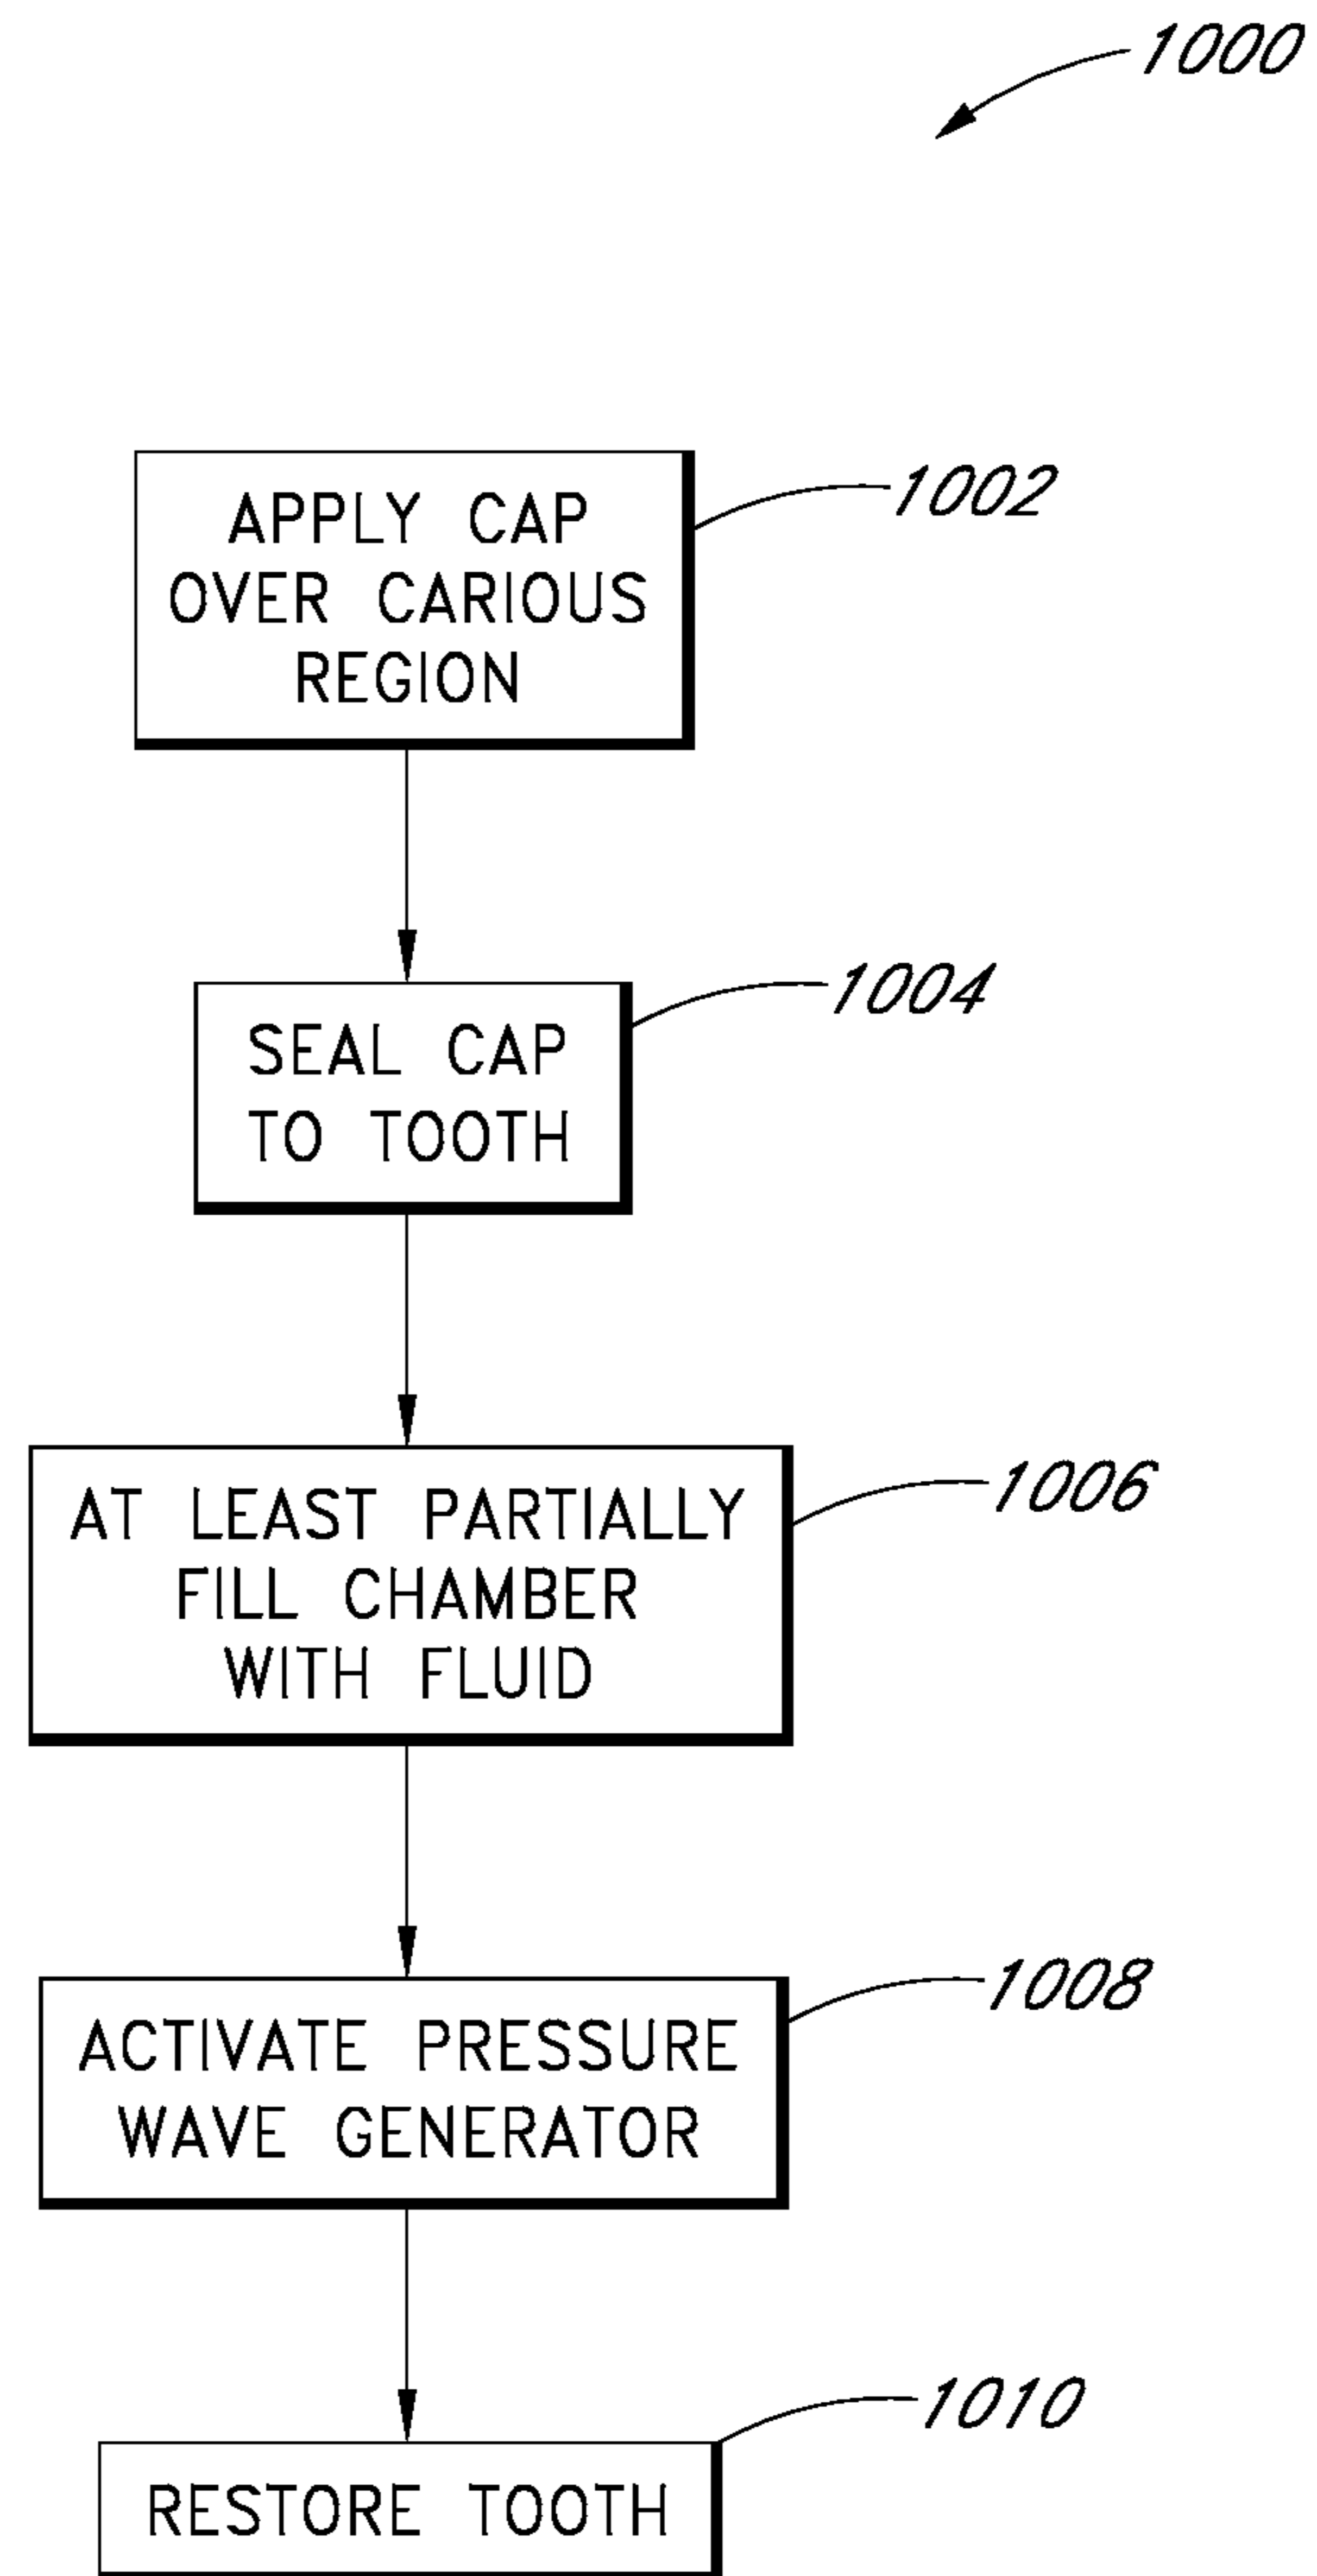 1000
APPLY CAP
OVER CARIOUS
REGION
1002
SEAL CAP
TO TOOTH
1004
AT LEAST PARTIALLY
FILL CHAMBER
WITH FLUID
1006
ACTIVATE PRESSURE
WAVE GENERATOR
1008
RESTORE TOOTH
1010